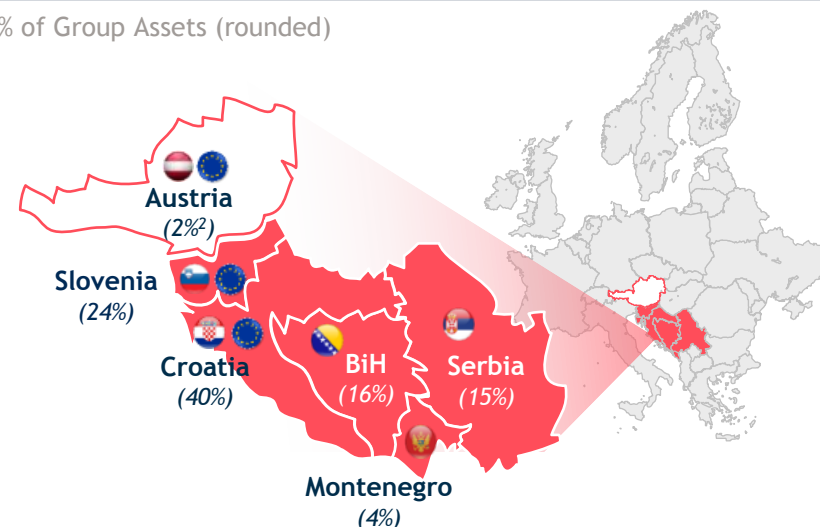 % of Group Assets (rounded)
Austria
(2%²)
Slovenia
(24%)
Croatia
(40%)
BiH
(16%)
Serbia
(15%)
Montenegro
(4%)